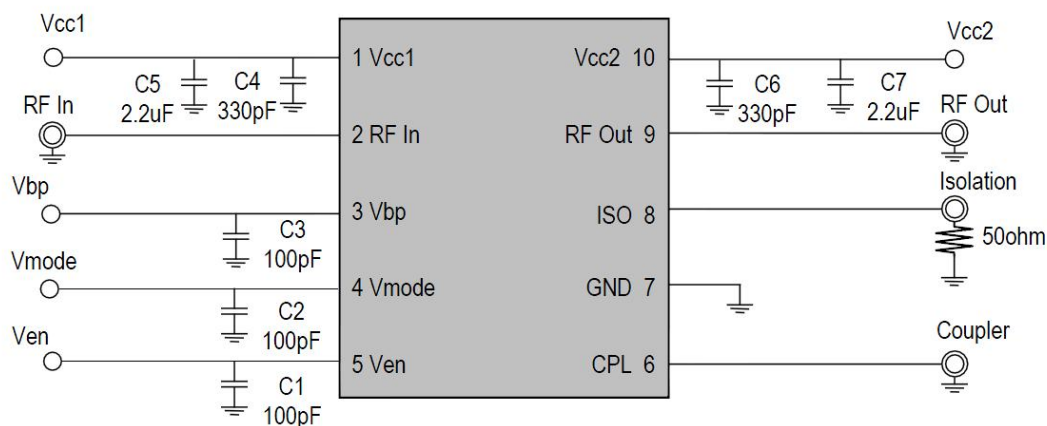 Vcc1
Vcc2
1 Vcc1
Vcc2 10
C5
2.2uF
C4
330pF
C6
330pF
C7
2.2uF
RF In
RF Out
2 RF In
RF Out 9
Vbp
Isolation
3 Vbp
ISO 8
C3
100pF
50ohm
Vmode
4 Vmode
GND 7
C2
100pF
Ven
Coupler
5 Ven
CPL 6
C1
100pF